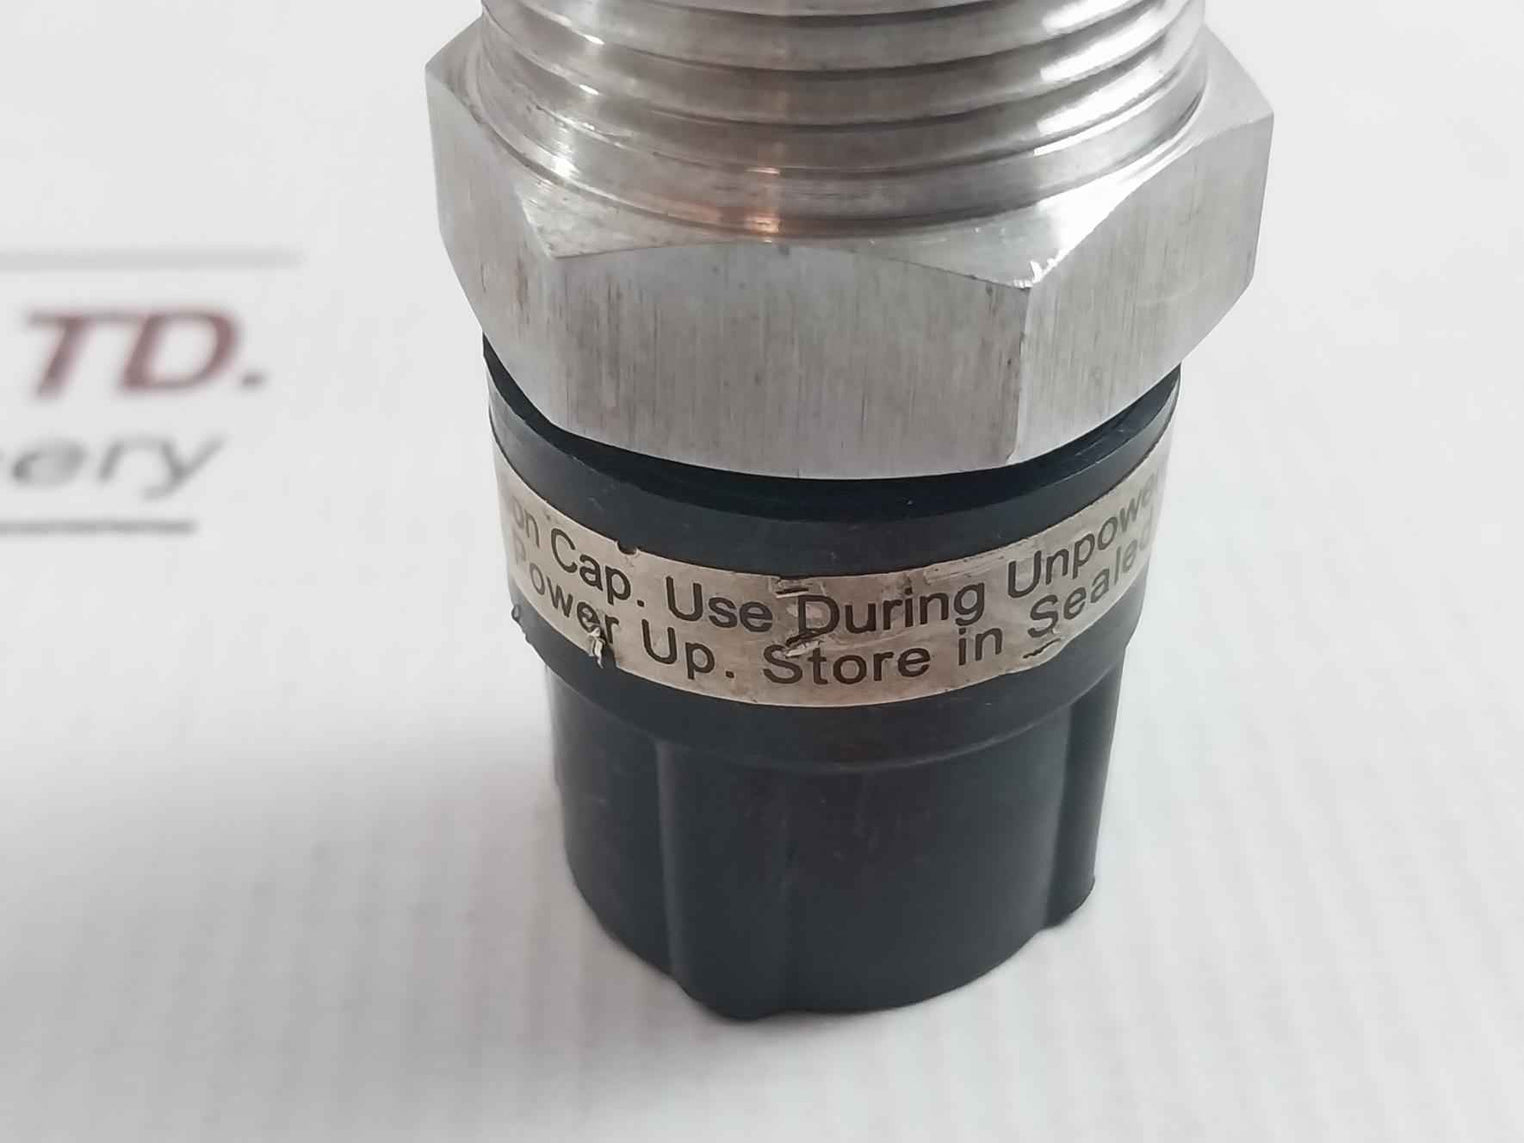 TD.
ery
on Cap. Use During Unpowe
Power Up. Store in Sealed